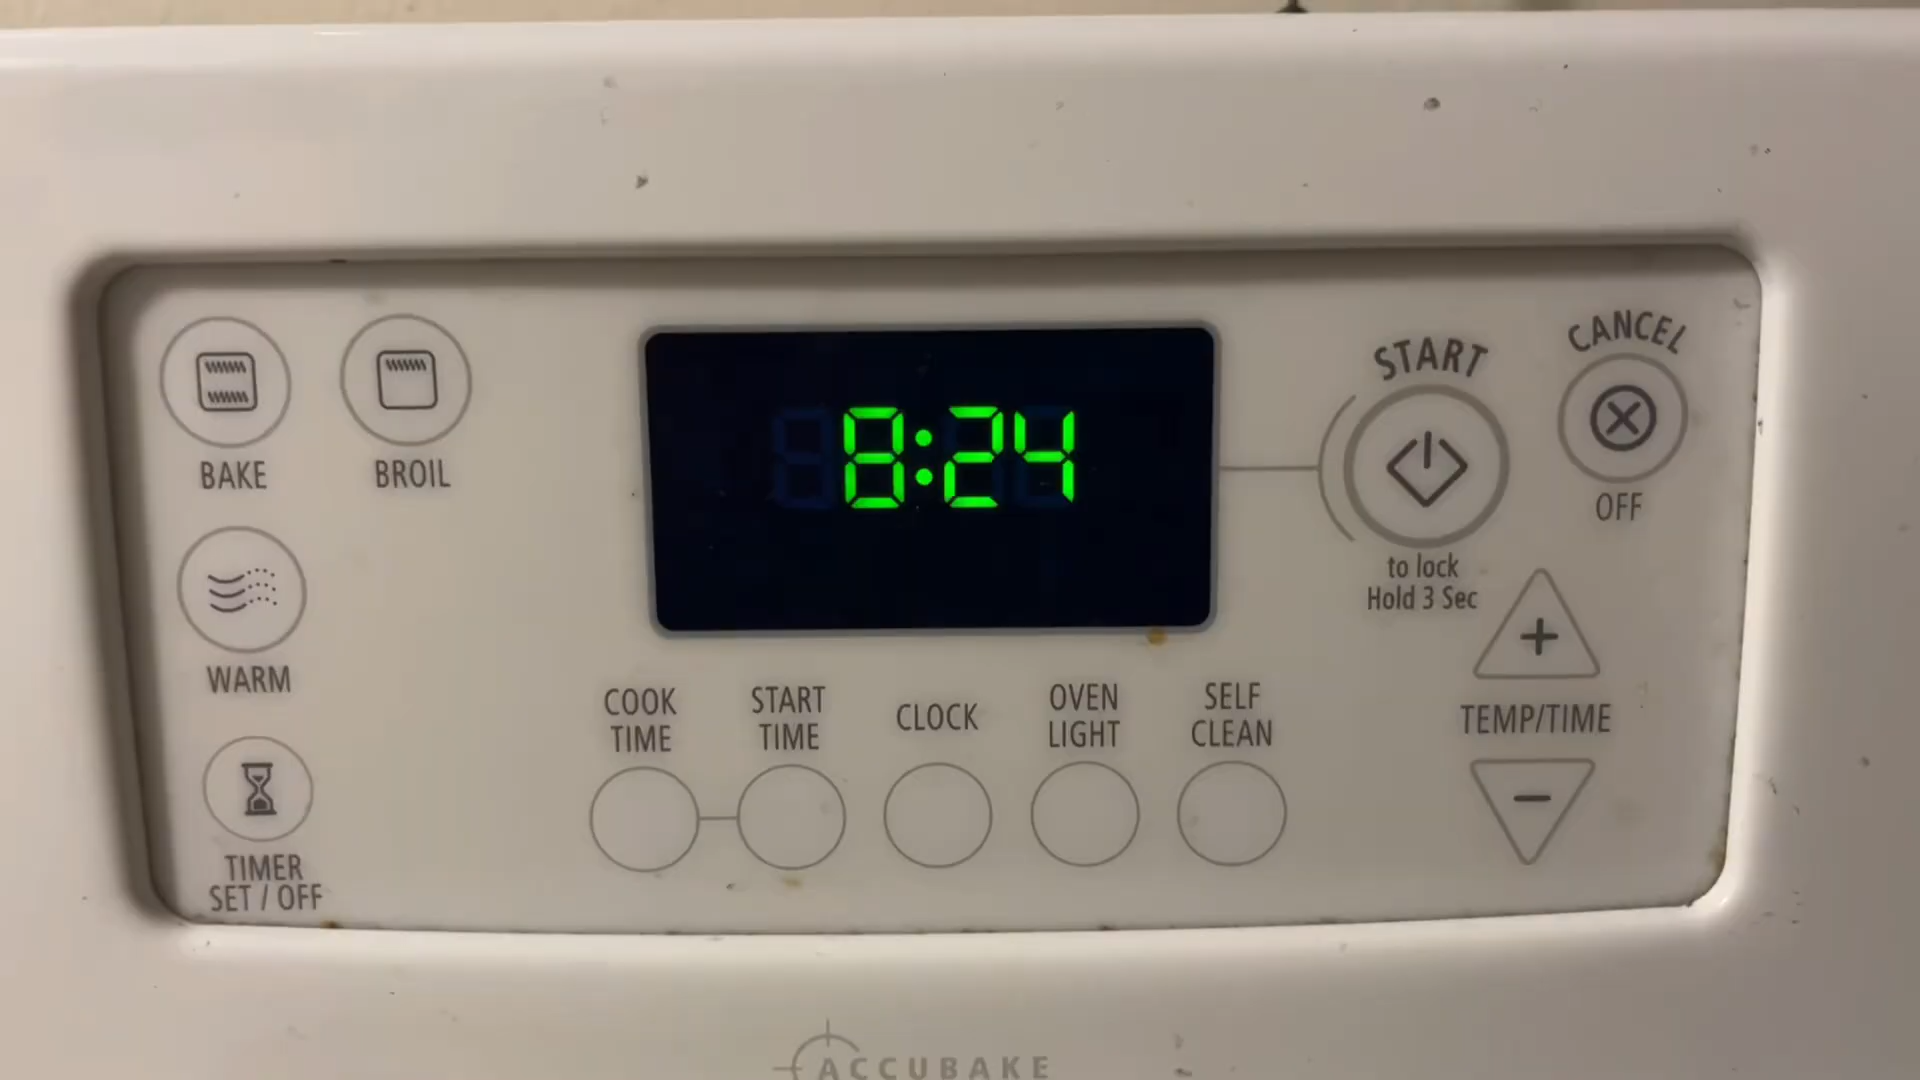 8:24
START
CANCEL
BAKE
BROIL
OFF
to lock
Hold 3 Sec
WARM
COOK
TIME
START
TIME
CLOCK
OVEN
LIGHT
SELF
CLEAN
TEMP/TIME
TIMER
SET / OFF
ACCUBAKE